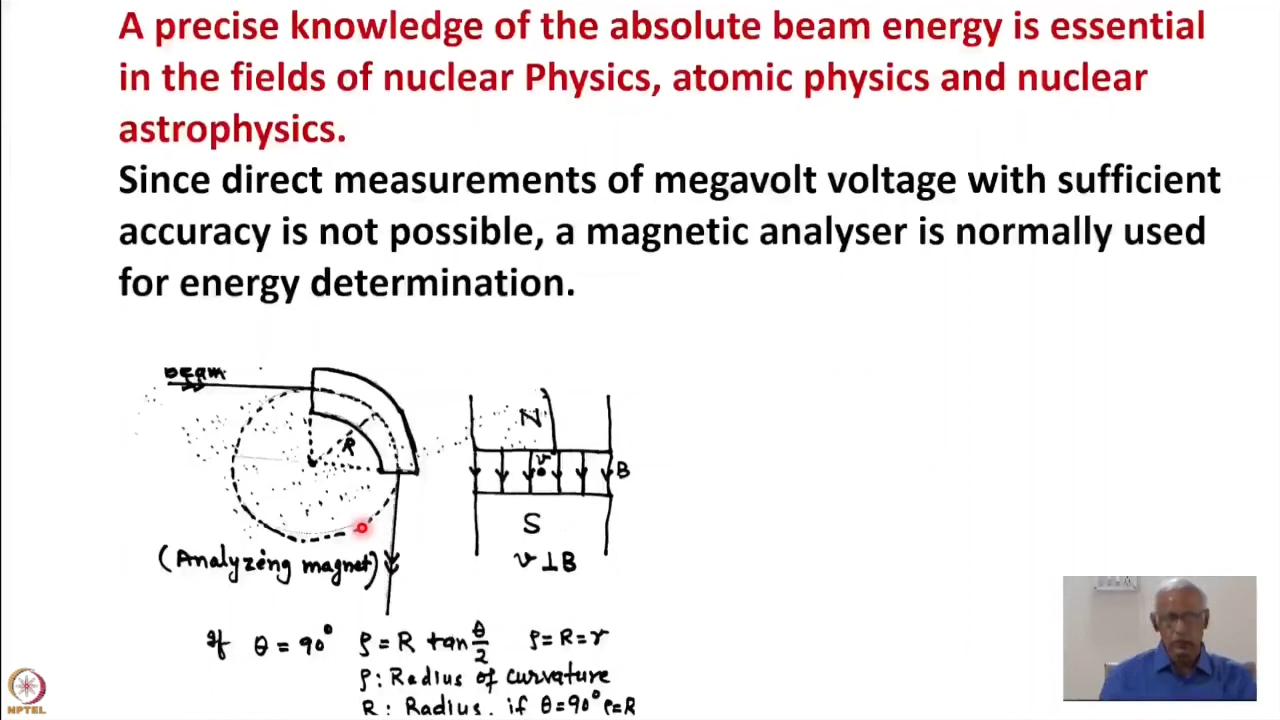 A precise knowledge of the absolute beam energy is essential
in the fields of nuclear Physics, atomic physics and nuclear
astrophysics.
Since direct measurements of megavolt voltage with sufficient
accuracy is not possible, a magnetic analyser is normally used
for energy determination.
BEAM
R
N
v
B
S
(Analyzing magnet)
v ⊥ B
If θ = 90° ρ = R tan θ/2 ρ = R = r
ρ : Radius of curvature
R : Radius. if θ = 90° ρ = R
NPTEL